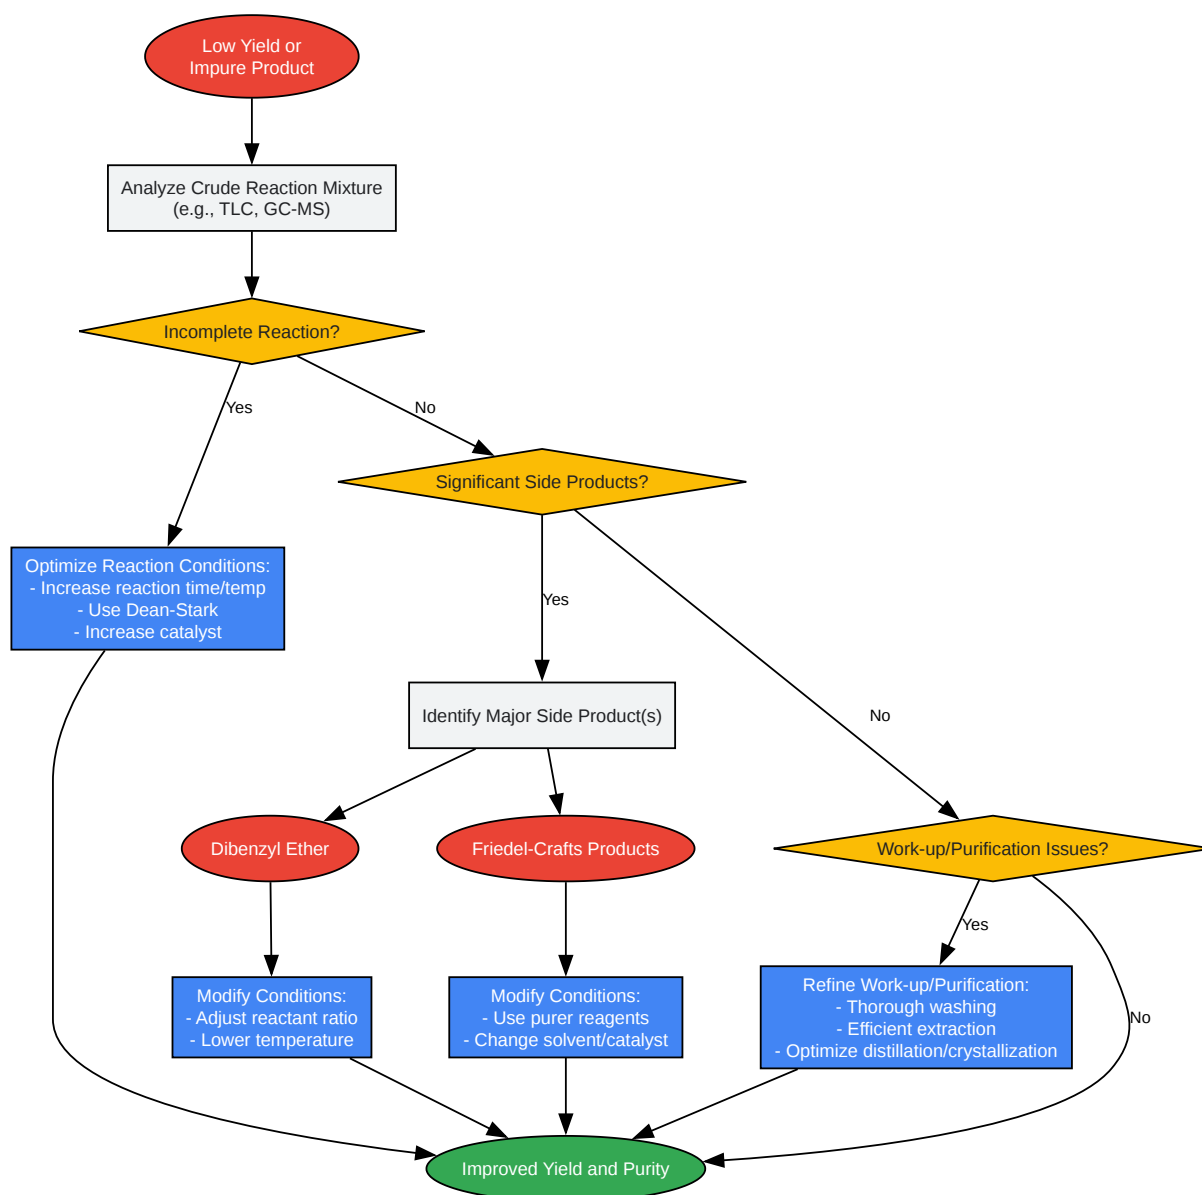 Low Yield or
Impure Product
Analyze Crude Reaction Mixture
(e.g., TLC, GC-MS)
Incomplete Reaction?
Yes
No
Significant Side Products?
Optimize Reaction Conditions:
- Increase reaction time/temp
- Use Dean-Stark
- Increase catalyst
Yes
No
Identify Major Side Product(s)
Dibenzyl Ether
Friedel-Crafts Products
Work-up/Purification Issues?
Yes
No
Modify Conditions:
- Adjust reactant ratio
- Lower temperature
Modify Conditions:
- Use purer reagents
- Change solvent/catalyst
Refine Work-up/Purification:
- Thorough washing
- Efficient extraction
- Optimize distillation/crystallization
Improved Yield and Purity